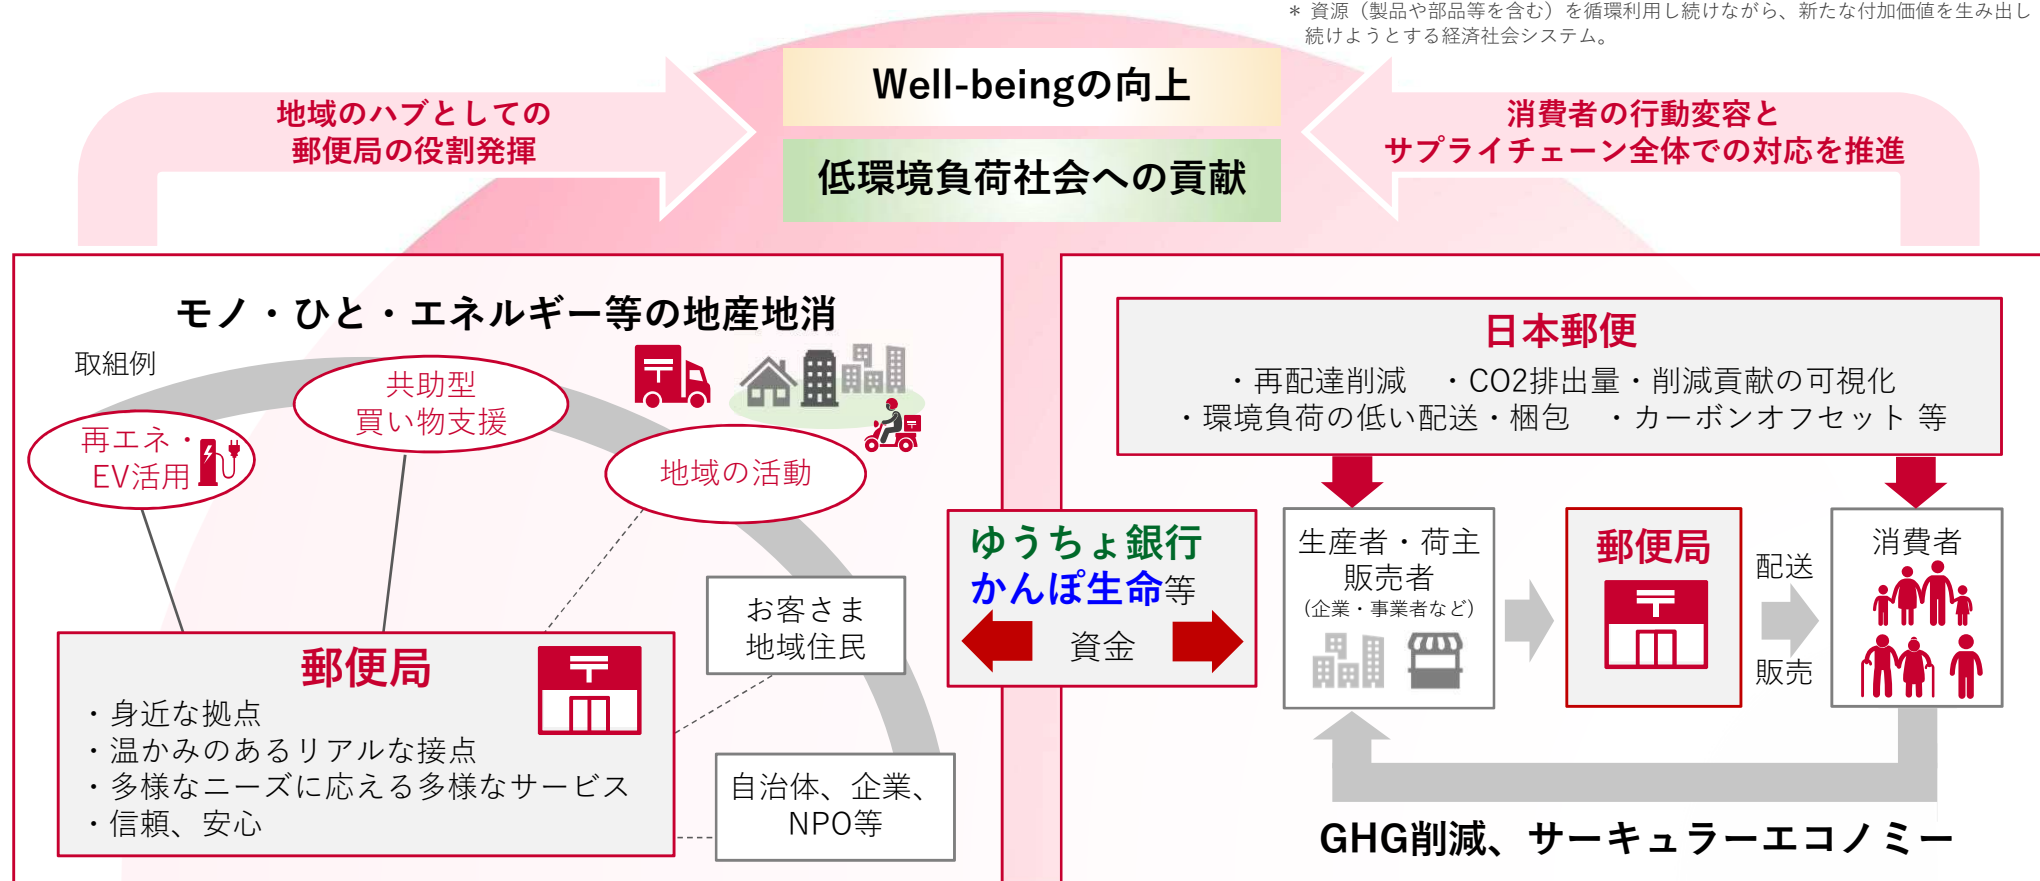 * 資源（製品や部品等を含む）を循環利用し続けながら、新たな付加価値を生み出し
続けようとする経済社会システム。
Well-beingの向上
低環境負荷社会への貢献
地域のハブとしての
郵便局の役割発揮
消費者の行動変容と
サプライチェーン全体での対応を推進
モノ・ひと・エネルギー等の地産地消
取組例
再エネ・
EV活用
共助型
買い物支援
地域の活動
お客さま
地域住民
自治体、企業、
NPO等
郵便局
・身近な拠点
・温かみのあるリアルな接点
・多様なニーズに応える多様なサービス
・信頼、安心
ゆうちょ銀行
かんぽ生命等
資金
日本郵便
・再配達削減　・CO2排出量・削減貢献の可視化
・環境負荷の低い配送・梱包　・カーボンオフセット 等
生産者・荷主
販売者
（企業・事業者など）
郵便局
配送
販売
消費者
GHG削減、サーキュラーエコノミー